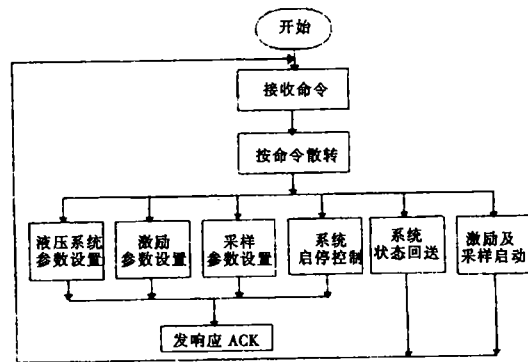 开始
接收命令
按命令散转
液压系统
参数设置
激励
参数设置
采样
参数设置
系统
启停控制
系统
状态回送
激励及
采样启动
发响应 ACK